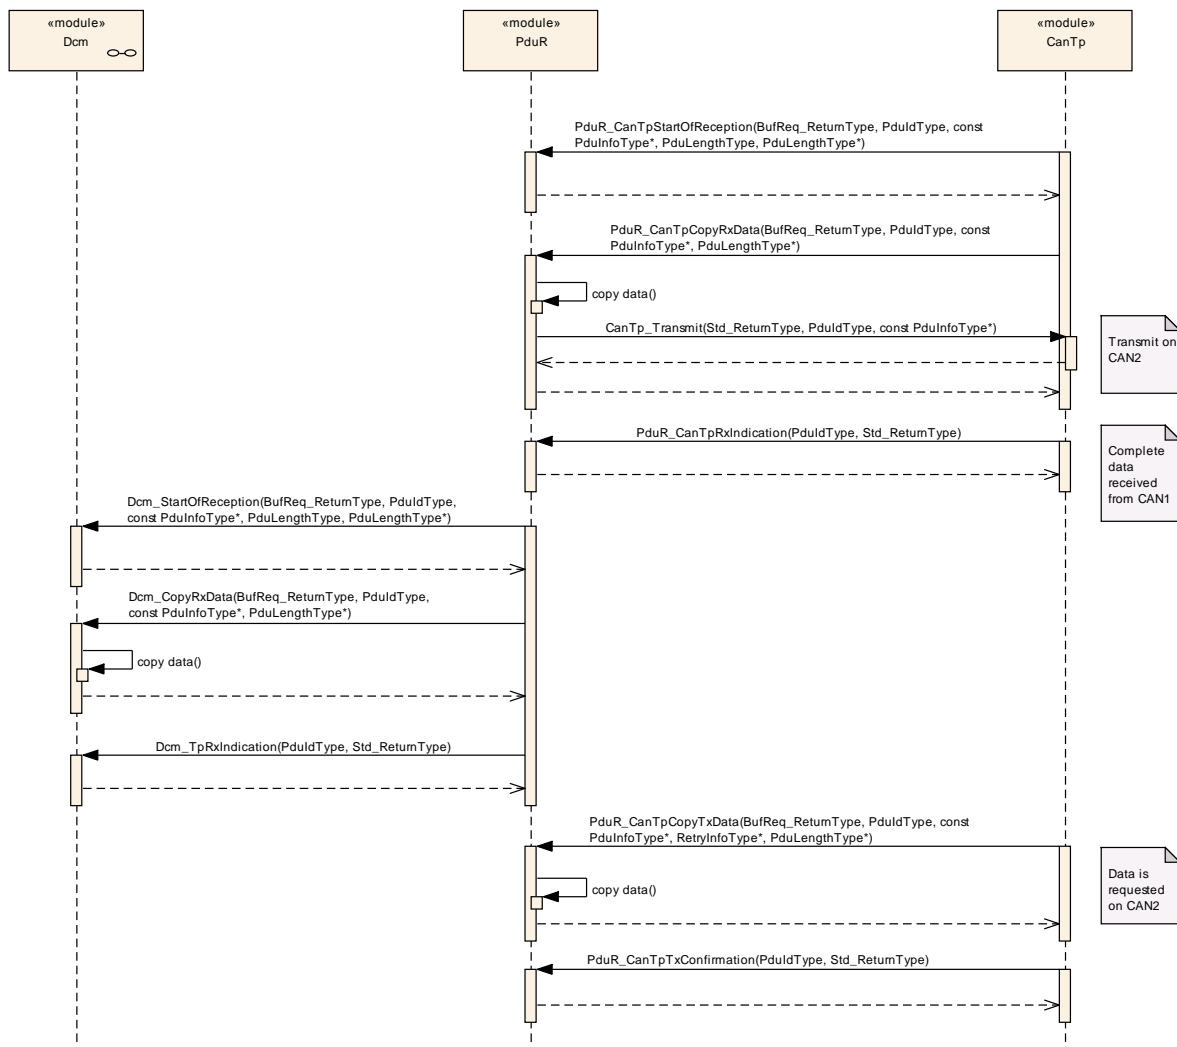 «module»
Dcm
«module»
PduR
«module»
CanTp
PduR_CanTpStartOfReception(BufReq_ReturnType, PduIdType, const
PduInfoType*, PduLengthType, PduLengthType*)
PduR_CanTpCopyRxData(BufReq_ReturnType, PduIdType, const
PduInfoType*, PduLengthType*)
copy data()
CanTp_Transmit(Std_ReturnType, PduIdType, const PduInfoType*)
Transmit on
CAN2
PduR_CanTpRxIndication(PduIdType, Std_ReturnType)
Complete
data
received
from CAN1
Dcm_StartOfReception(BufReq_ReturnType, PduIdType,
const PduInfoType*, PduLengthType, PduLengthType*)
Dcm_CopyRxData(BufReq_ReturnType, PduIdType,
const PduInfoType*, PduLengthType*)
copy data()
Dcm_TpRxIndication(PduIdType, Std_ReturnType)
PduR_CanTpCopyTxData(BufReq_ReturnType, PduIdType, const
PduInfoType*, RetryInfoType*, PduLengthType*)
copy data()
Data is
requested
on CAN2
PduR_CanTpTxConfirmation(PduIdType, Std_ReturnType)